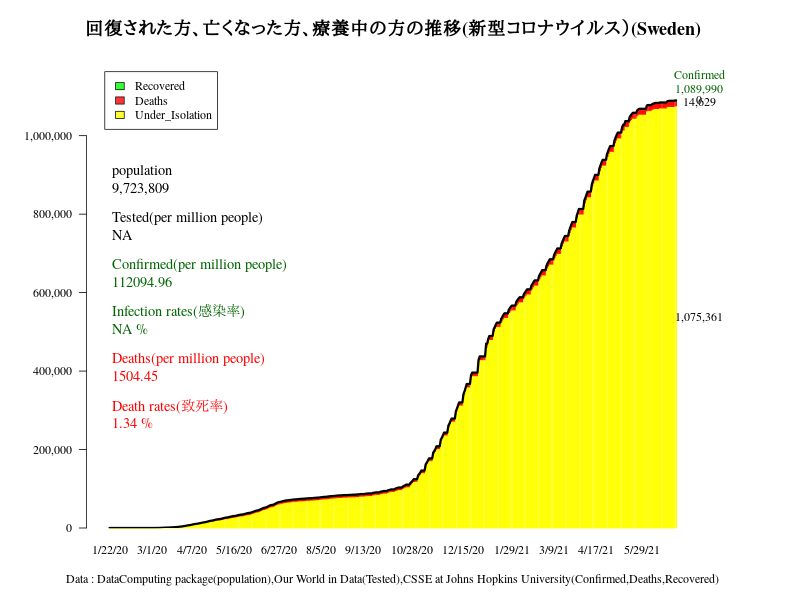 回復された方、亡くなった方、療養中の方の推移(新型コロナウイルス)(Sweden)
Confirmed
1,089,990
0
14,629
Recovered
Deaths
Under_Isolation
1,000,000
800,000
600,000
400,000
200,000
0
population
9,723,809
Tested(per million people)
NA
Confirmed(per million people)
112094.96
Infection rates(感染率)
NA %
Deaths(per million people)
1504.45
Death rates(致死率)
1.34 %
1,075,361
1/22/20 3/1/20 4/7/20 5/16/20 6/27/20 8/5/20 9/13/20 10/28/20 12/15/20 1/29/21 3/9/21 4/17/21 5/29/21
Data : DataComputing package(population),Our World in Data(Tested),CSSE at Johns Hopkins University(Confirmed,Deaths,Recovered)